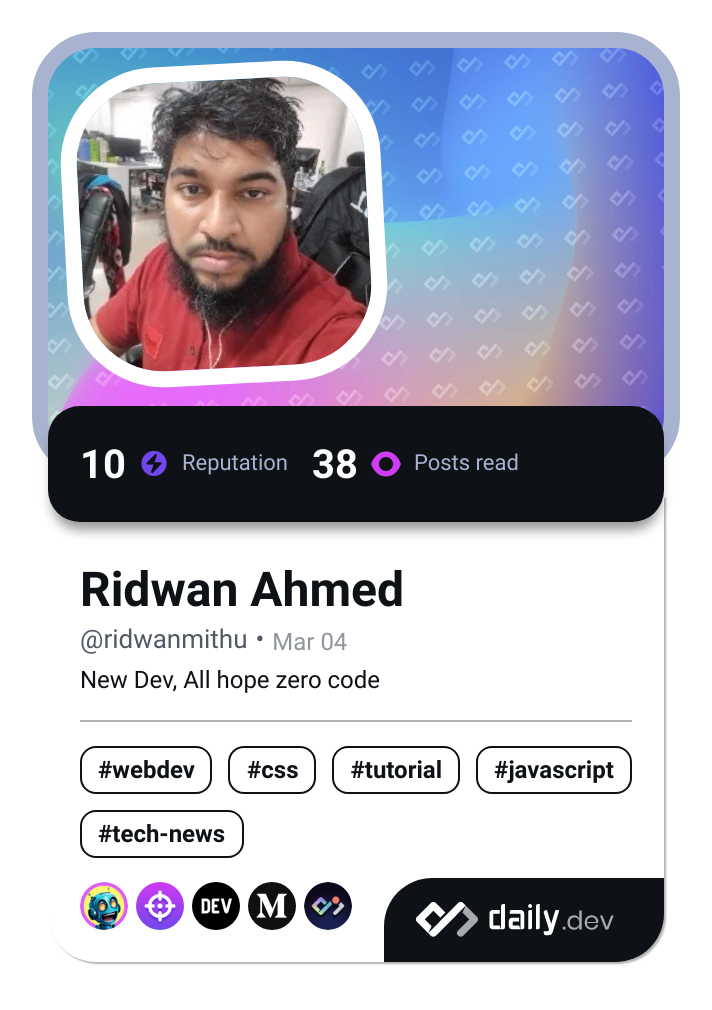 10 Reputation 38 Posts read
Ridwan Ahmed
@ridwanmithu • Mar 04
New Dev, All hope zero code
#webdev #css #tutorial #javascript
#tech-news
DEV M daily.dev